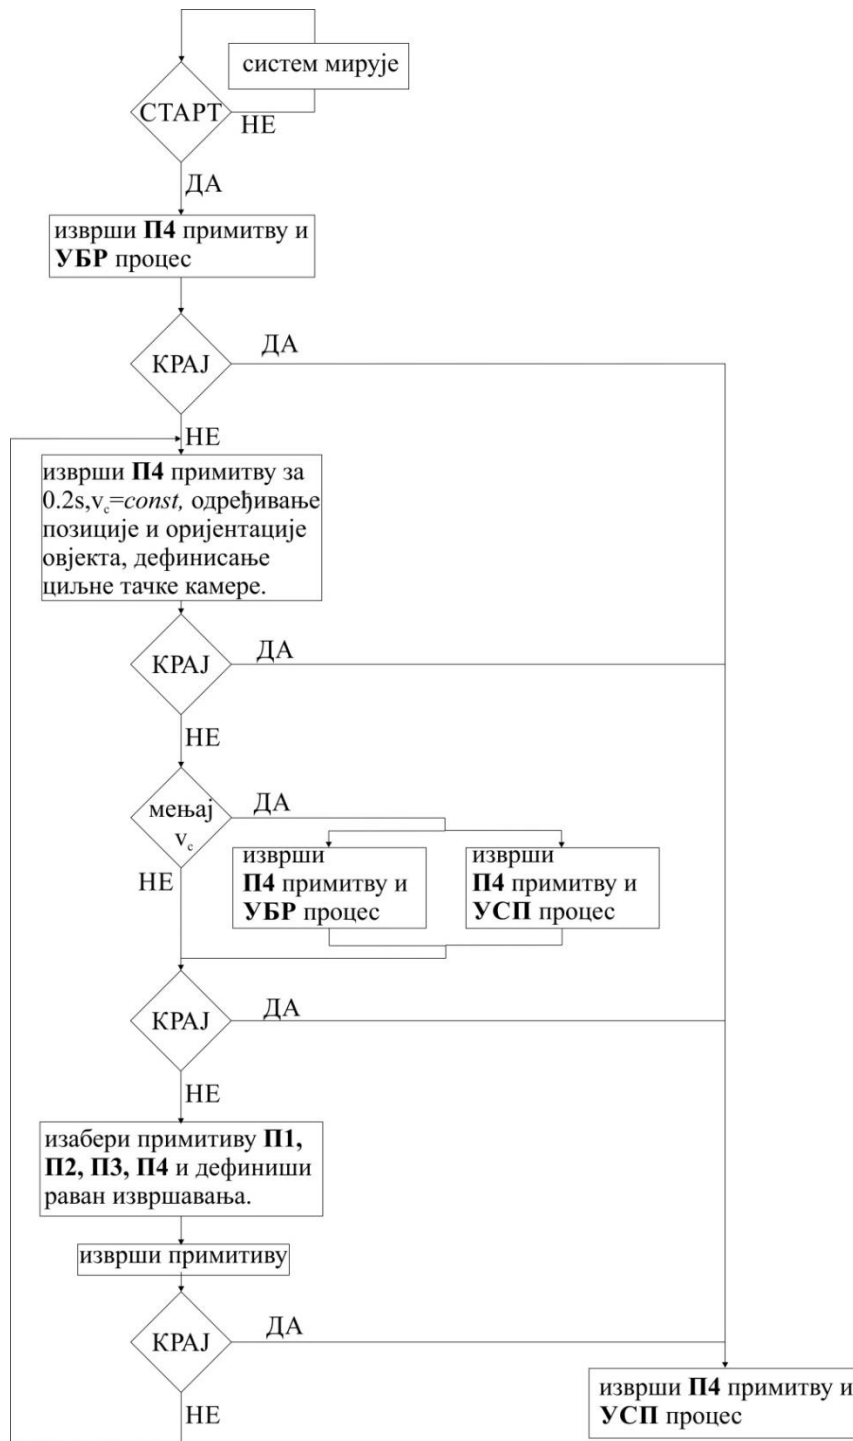 систем мирује
СТАРТ
НЕ
ДА
изврши П4 примитву и
УБР процес
ДА
КРАЈ
НЕ
изврши П4 примитву за
0.2s,vc=const, одређивање
позиције и оријентације
овјекта, дефинисање
циљне тачке камере.
ДА
КРАЈ
НЕ
ДА
мењај
vc
НЕ
изврши
П4 примитву и
УБР процес
изврши
П4 примитву и
УСП процес
ДА
КРАЈ
НЕ
изабери примитиву П1,
П2, П3, П4 и дефиниши
раван извршавања.
изврши примитиву
ДА
КРАЈ
НЕ
изврши П4 примитву и
УСП процес